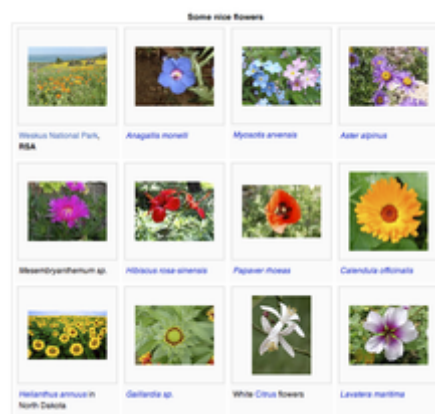 Some nice flowers
Weskus National Park,
RSA
Anagallis monelli
Myosotis arvensis
Aster alpinus
Mesembryanthemum sp.
Hibiscus rosa-sinensis
Papaver rhoeas
Calendula officinalis
Helianthus annuus in
North Dakota
Gaillardia sp.
White Citrus flowers
Lavatera maritima